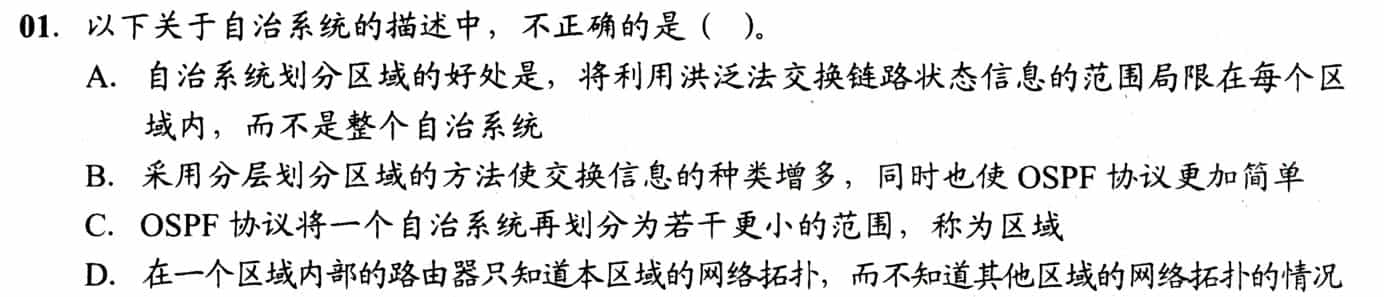 01. 以下关于自治系统的描述中，不正确的是（ ）。
A. 自治系统划分区域的好处是，将利用洪泛法交换链路状态信息的范围局限在每个区
域内，而不是整个自治系统
B. 采用分层划分区域的方法使交换信息的种类增多，同时也使 OSPF 协议更加简单
C. OSPF 协议将一个自治系统再划分为若干更小的范围，称为区域
D. 在一个区域内部的路由器只知道本区域的网络拓扑，而不知道其他区域的网络拓扑的情况